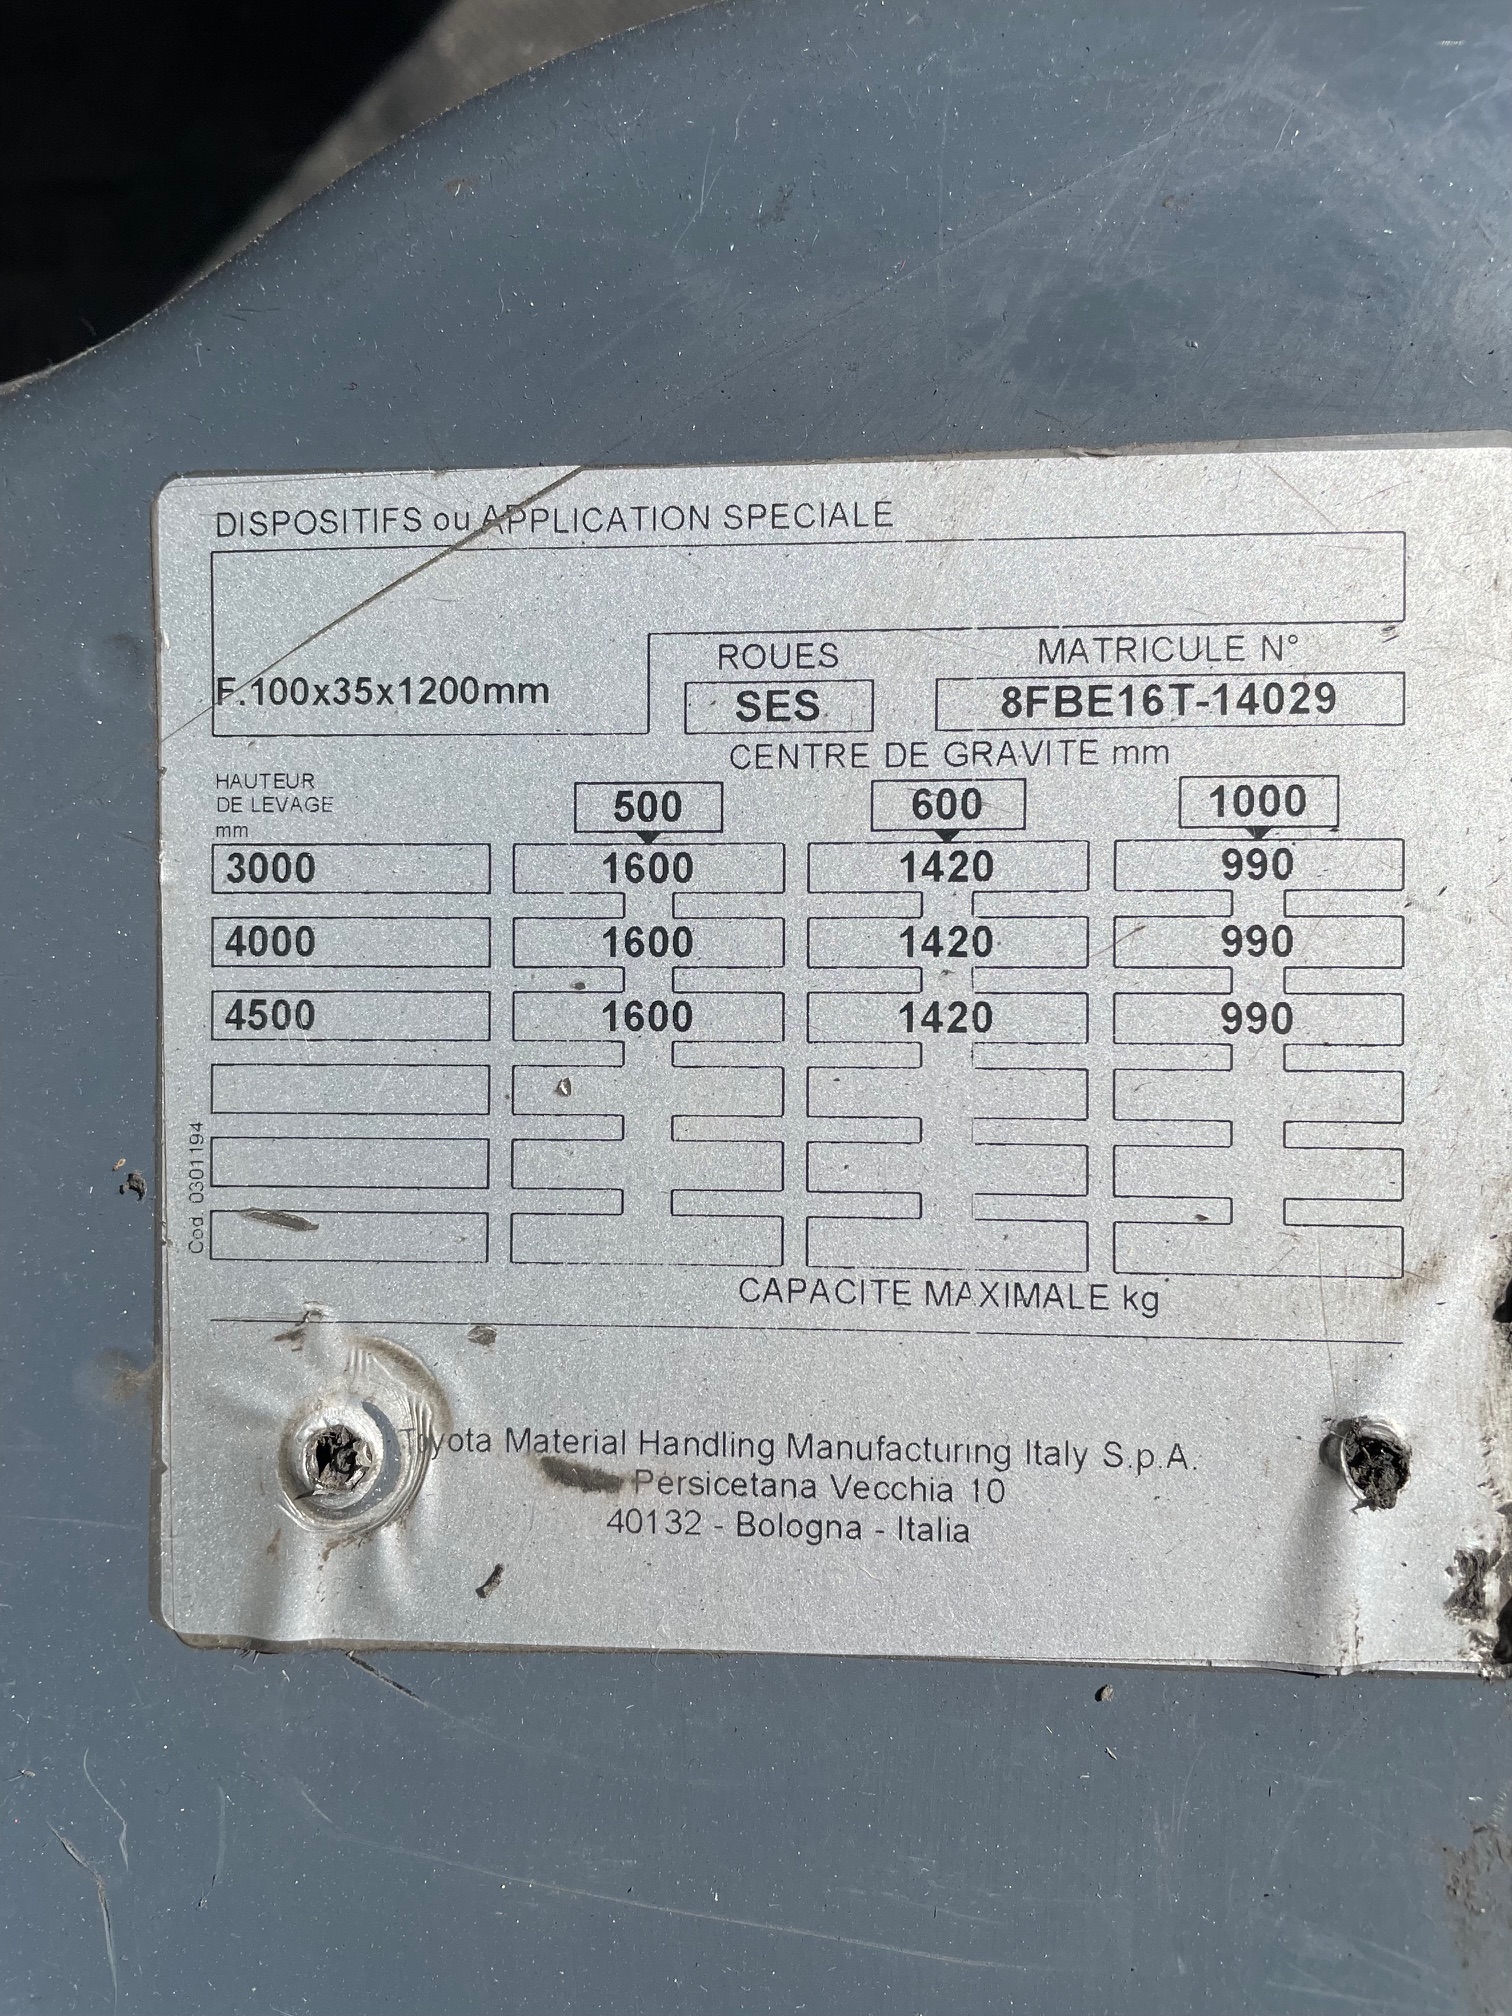 DISPOSITIFS ou APPLICATION SPECIALE
ROUES MATRICULE N°
F.100x35x1200mm SES 8FBE16T-14029
CENTRE DE GRAVITE mm
HAUTEUR
DE LEVAGE
mm
500 600 1000
3000 1600 1420 990
4000 1600 1420 990
4500 1600 1420 990
Cod 0301194
CAPACITE MAXIMALE kg
Toyota Material Handling Manufacturing Italy S.p.A.
Persicetana Vecchia 10
40132 - Bologna - Italia